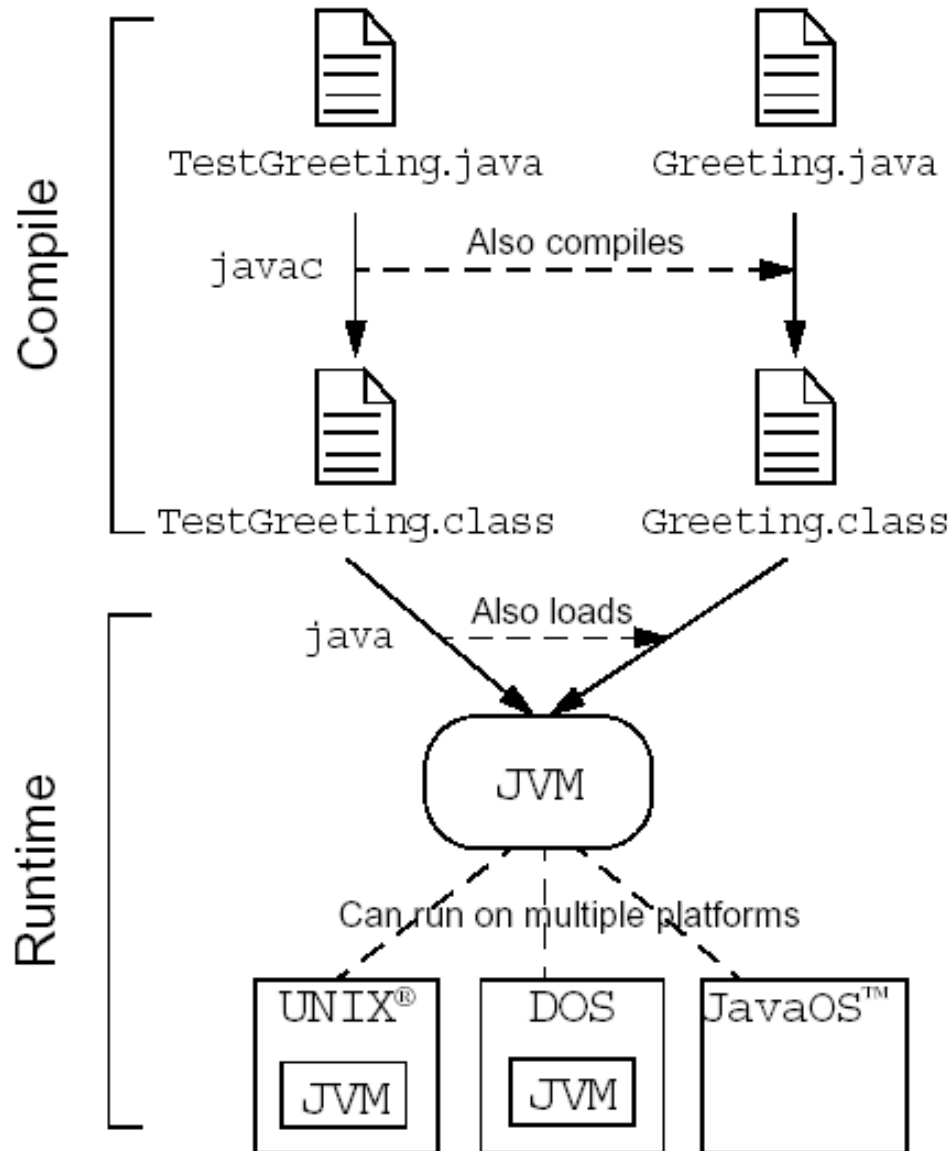 Compile
TestGreeting.java
Greeting.java
javac
Also compiles
TestGreeting.class
Greeting.class
Runtime
java
Also loads
JVM
Can run on multiple platforms
UNIX®
DOS
JavaOS™
JVM
JVM